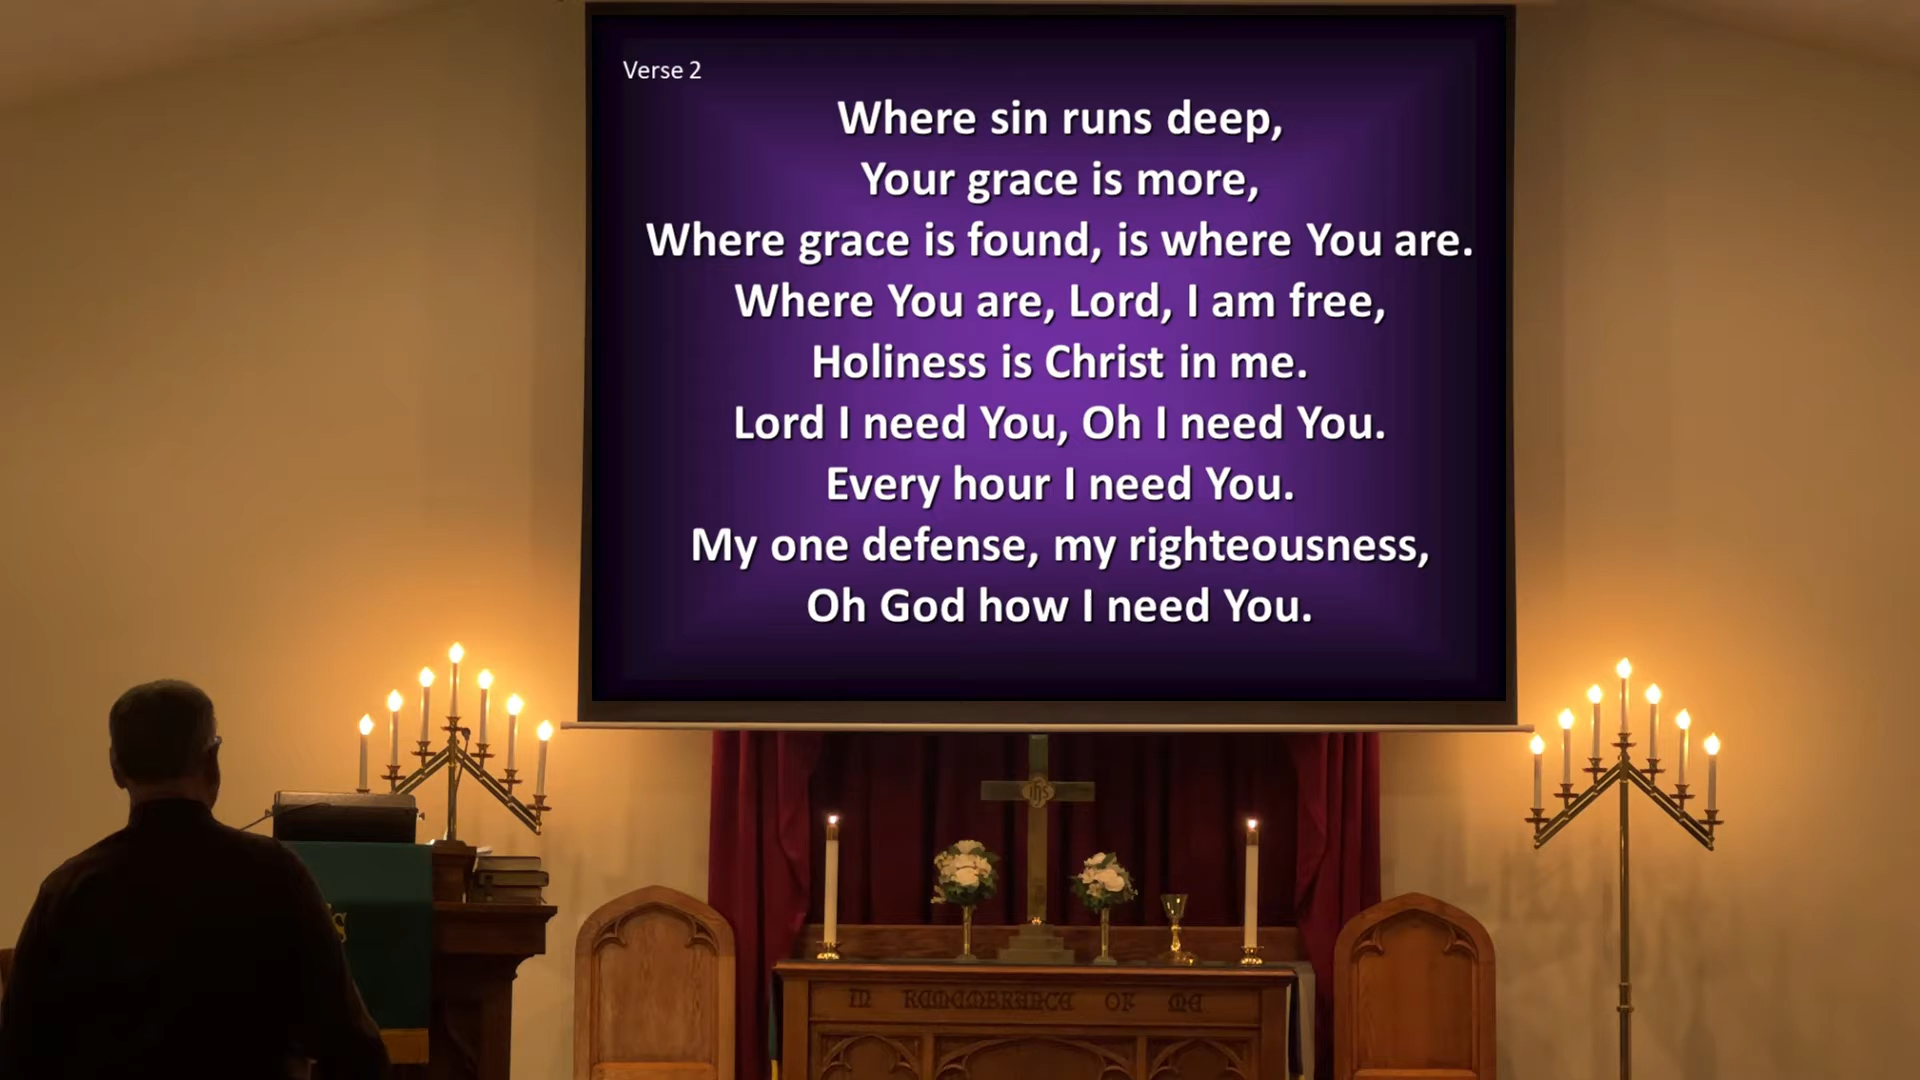 Verse 2
Where sin runs deep,
Your grace is more,
Where grace is found, is where You are.
Where You are, Lord, I am free,
Holiness is Christ in me.
Lord I need You, Oh I need You.
Every hour I need You.
My one defense, my righteousness,
Oh God how I need You.
IHS
IN REMEMBRANCE OF ME